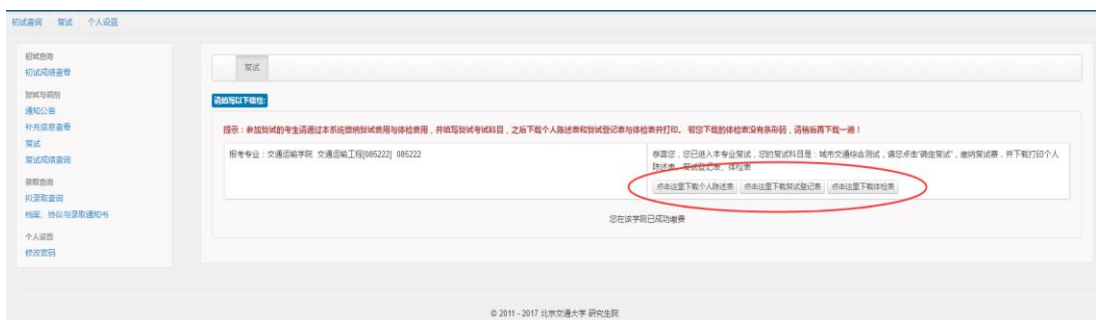 初试查询 复试 个人设置
初试查询
初试成绩查看
复试与调剂
通知公告
补充信息查看
复试
复试成绩查询
录取查询
拟录取查询
档案、协议与录取通知书
个人设置
修改密码
复试
请填写以下信息:
提示：参加复试的考生请通过本系统缴纳复试费用与体检费用，并填写复试考试科目，之后下载个人陈述表和复试登记表与体检表并打印。 若您下载的体检表没有条形码，请稍后再下载一遍！
报考专业：交通运输学院 交通运输工程[085222] 085222
恭喜您，您已进入本专业复试，您的复试科目是：城市交通综合测试，请您点击"确定复试"，缴纳复试费，并下载打印个人
陈述表、复试登记表、体检表
点击这里下载个人陈述表 点击这里下载复试登记表 点击这里下载体检表
您在该学院已成功缴费
© 2011 - 2017 北京交通大学 研究生院